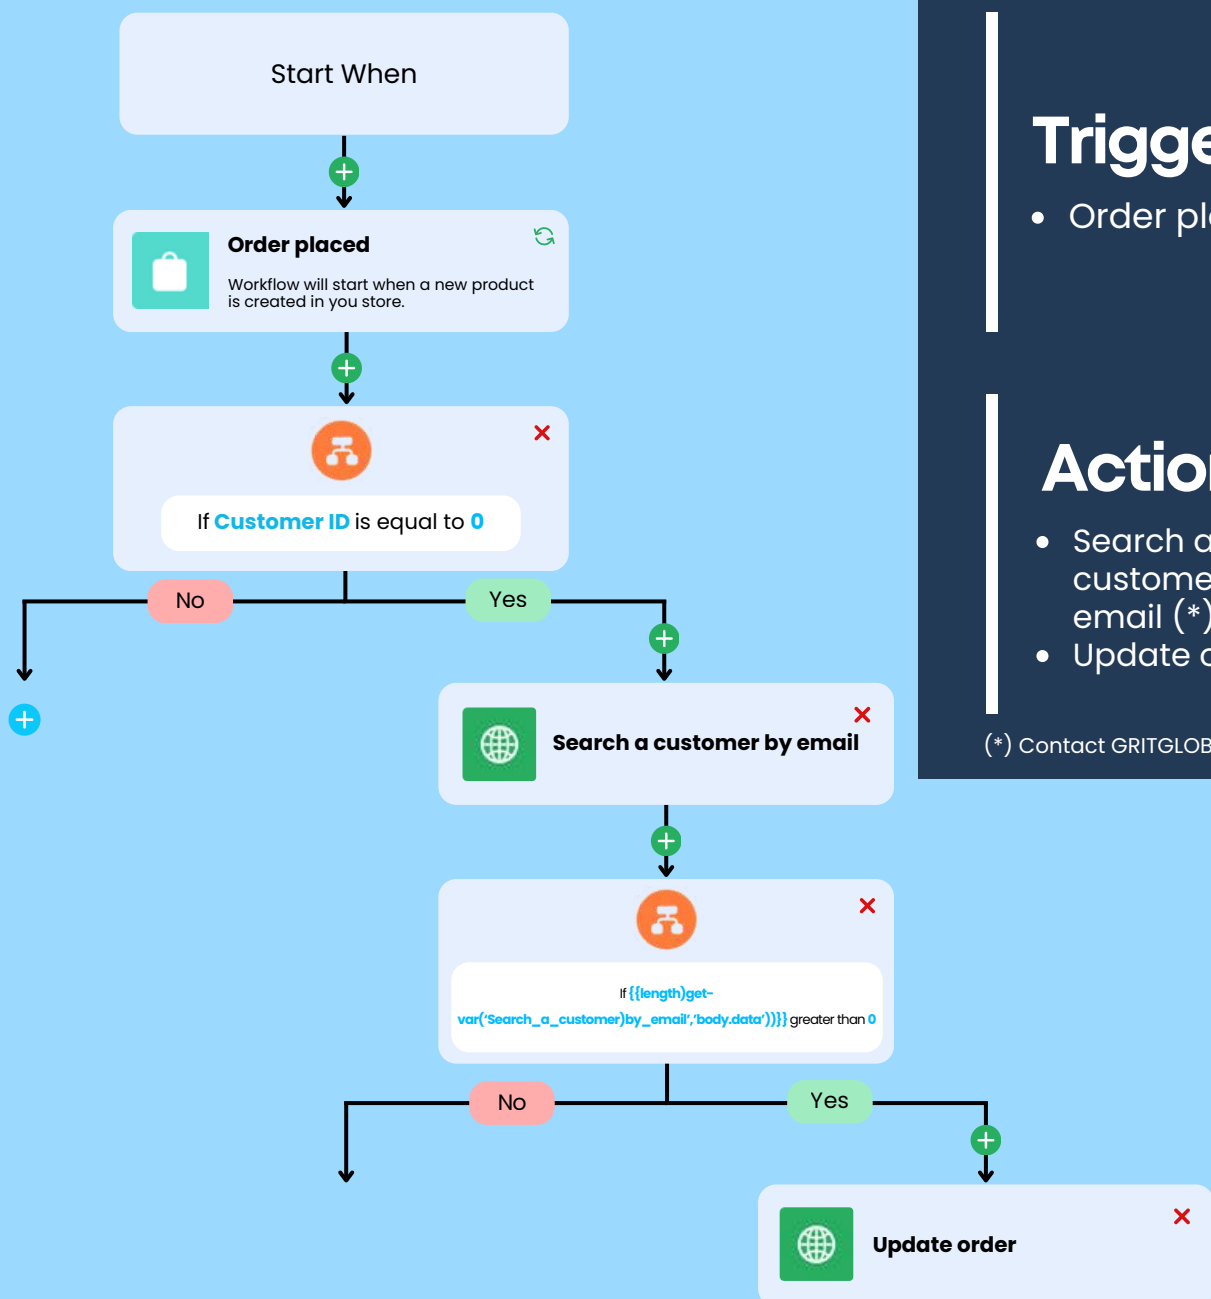 Start When
Order placed
Workflow will start when a new product
is created in you store.
If Customer ID is equal to 0
No
Yes
Search a customer by email
If {{length)get-
var(‘Search_a_customer)by_email’,’body.data’))}} greater than 0
No
Yes
Update order
Trigge
• Order pl
Action
• Search a
custome
email (*)
• Update
(*) Contact GRITGLOB